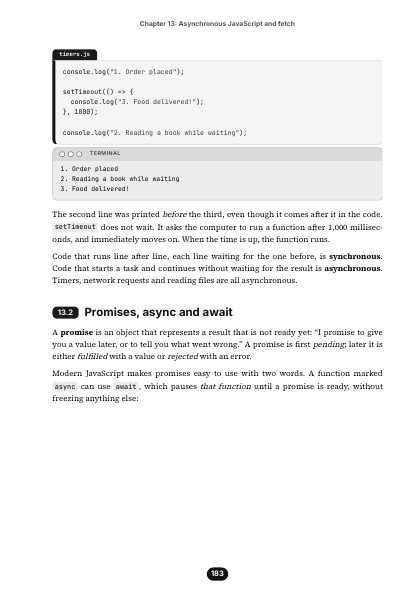 Chapter 13: Asynchronous JavaScript and fetch
timers.js
console.log("1. Order placed");
setTimeout(() => {
  console.log("3. Food delivered!");
}, 1000);
console.log("2. Reading a book while waiting");
TERMINAL
1. Order placed
2. Reading a book while waiting
3. Food delivered!
The second line was printed before the third, even though it comes after it in the code.
setTimeout does not wait. It asks the computer to run a function after 1,000 millisec-
onds, and immediately moves on. When the time is up, the function runs.
Code that runs line after line, each line waiting for the one before, is synchronous.
Code that starts a task and continues without waiting for the result is asynchronous.
Timers, network requests and reading files are all asynchronous.
13.2 Promises, async and await
A promise is an object that represents a result that is not ready yet: “I promise to give
you a value later, or to tell you what went wrong.” A promise is first pending; later it is
either fulfilled with a value or rejected with an error.
Modern JavaScript makes promises easy to use with two words. A function marked
async can use await, which pauses that function until a promise is ready, without
freezing anything else:
183